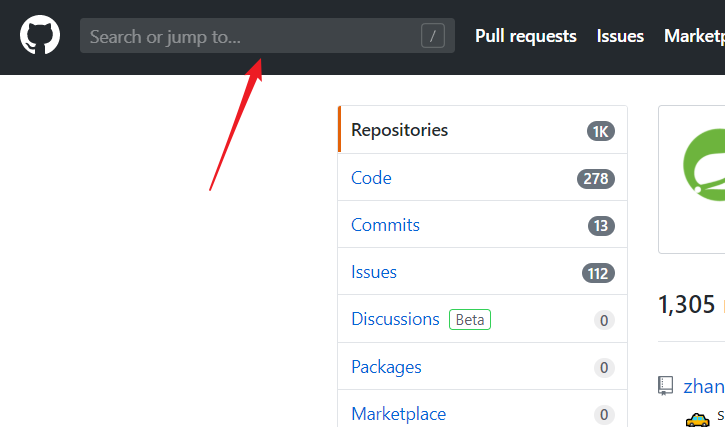 Search or jump to... / Pull requests Issues Marketp
Repositories 1K
Code 278
Commits 13
Issues 112
Discussions Beta 0
Packages 0
Marketplace 0
1,305
zhan
s